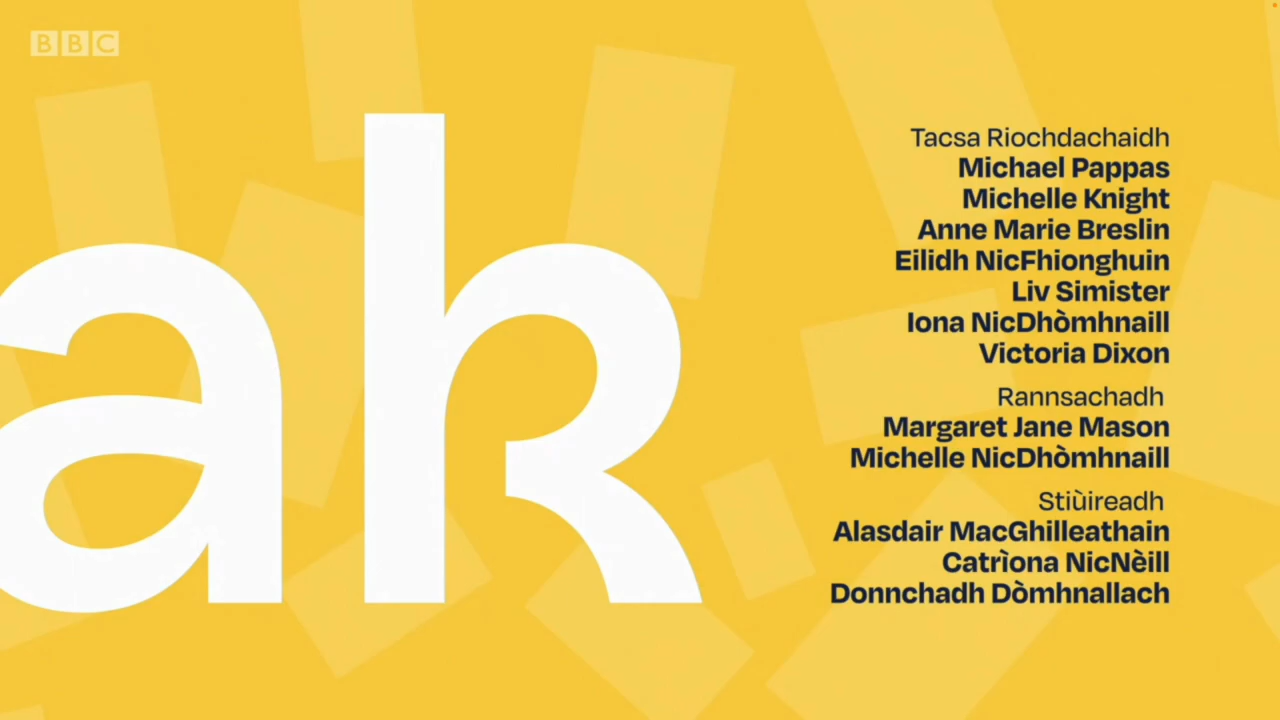 BBC
ak
Tacsa Riochdachaidh
Michael Pappas
Michelle Knight
Anne Marie Breslin
Eilidh NicFhionghuin
Liv Simister
Iona NicDhòmhnaill
Victoria Dixon
Rannsachadh
Margaret Jane Mason
Michelle NicDhòmhnaill
Stiùireadh
Alasdair MacGhilleathain
Catrìona NicNèill
Donnchadh Dòmhnallach